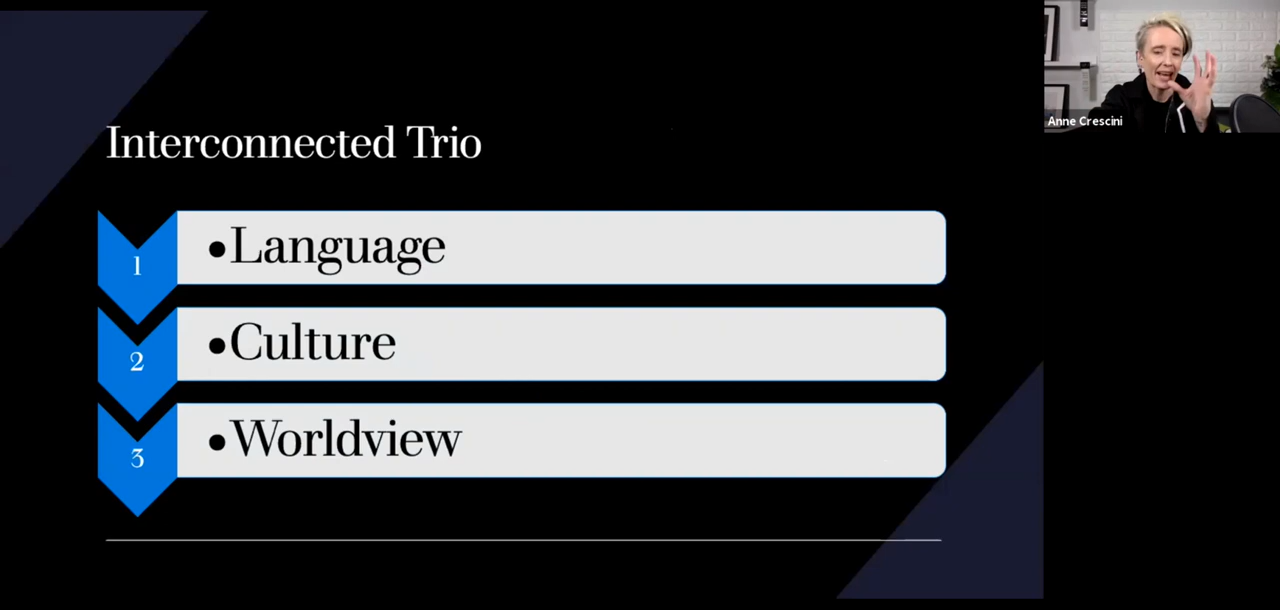 Interconnected Trio
1
•Language
2
•Culture
3
•Worldview
Anne Crescini